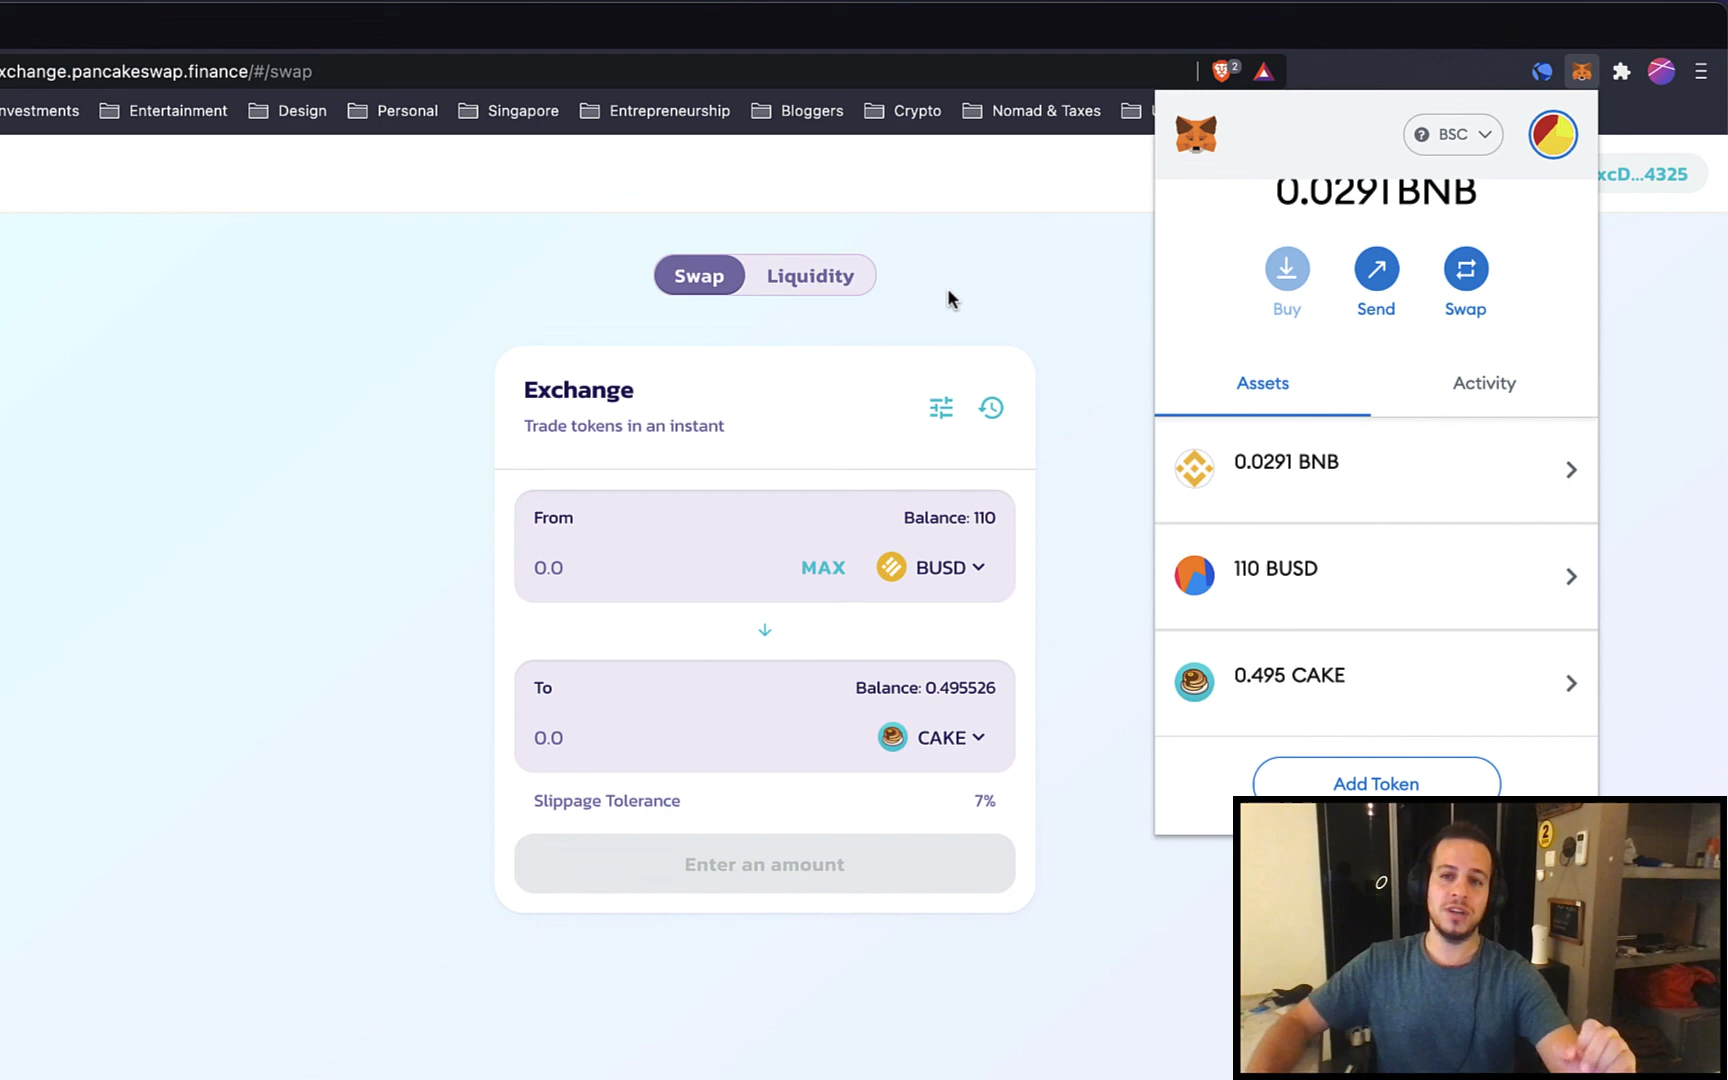 xchange.pancakeswap.finance/#/swap
2
nvestments
Entertainment
Design
Personal
Singapore
Entrepreneurship
Bloggers
Crypto
Nomad & Taxes
BSC
xcD...4325
0.0291 BNB
Swap
Liquidity
Buy
Send
Swap
Exchange
Trade tokens in an instant
Assets
Activity
0.0291 BNB
From
Balance: 110
0.0
MAX
BUSD
110 BUSD
To
Balance: 0.495526
0.0
CAKE
0.495 CAKE
Slippage Tolerance
7%
Add Token
Enter an amount
2